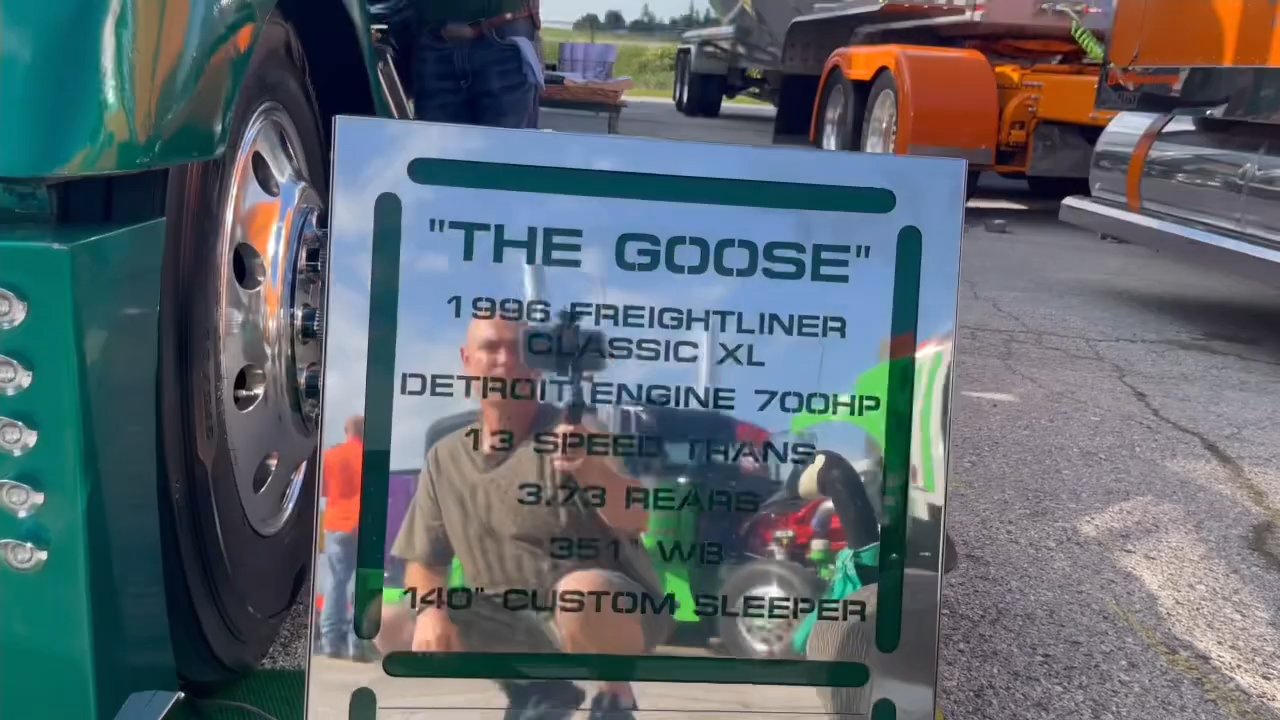 "THE GOOSE"
1996 FREIGHTLINER
CLASSIC XL
DETROIT ENGINE 700HP
13 SPEED TRANS
3.73 REARS
351" WB
140" CUSTOM SLEEPER